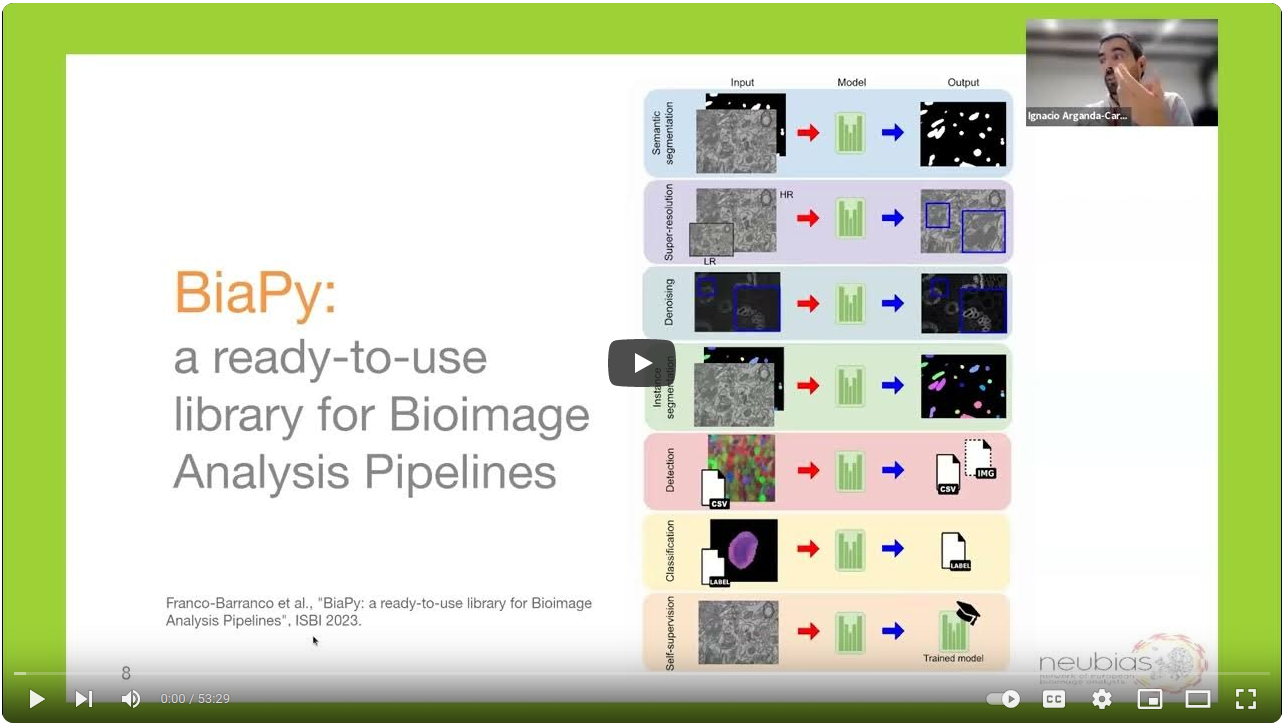 Ignacio Arganda-Car...
Input
Model
Output
Semantic
segmentation
Super-resolution
HR
LR
Denoising
Instance
segmentation
Detection
CSV
CSV
IMG
Classification
LABEL
LABEL
Self-supervision
Trained model
BiaPy:
a ready-to-use
library for Bioimage
Analysis Pipelines
Franco-Barranco et al., "BiaPy: a ready-to-use library for Bioimage
Analysis Pipelines", ISBI 2023.
8
neubias
network of european
bioimage analysts
0:00 / 53:29
CC